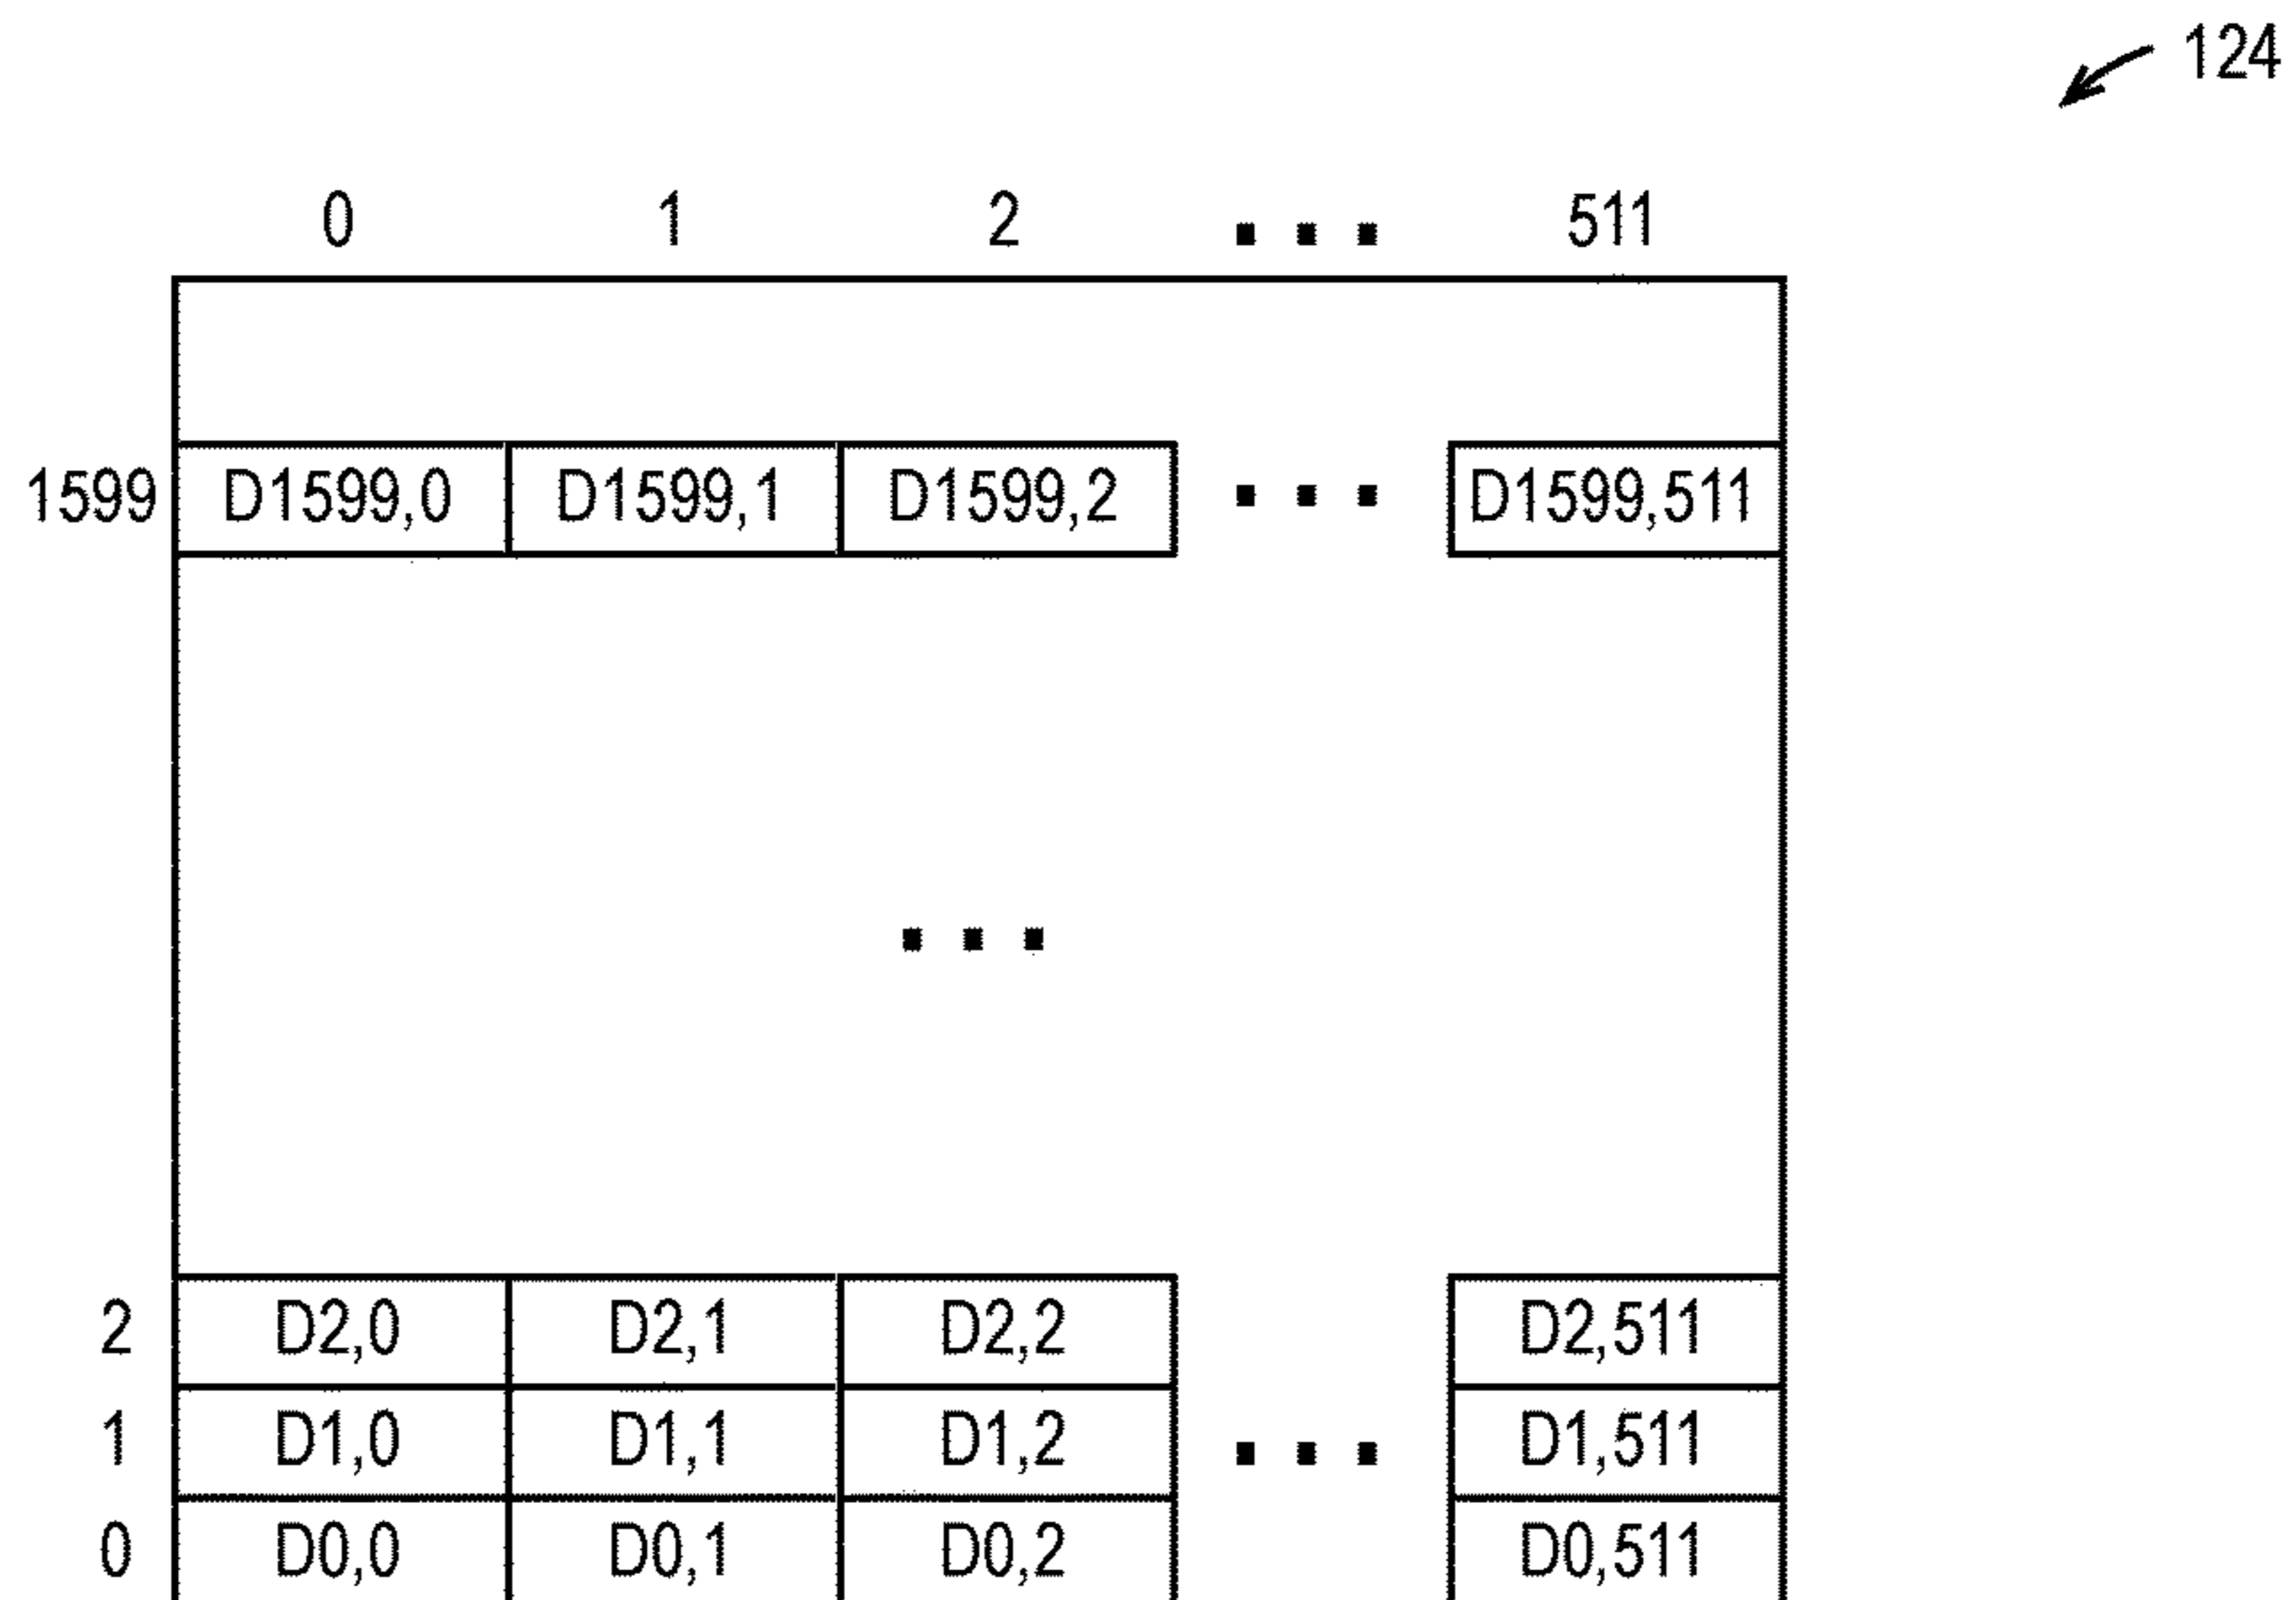 124
0 1 2 ... 511
1599 D1599,0 D1599,1 D1599,2 ... D1599,511
...
2 D2,0 D2,1 D2,2 D2,511
1 D1,0 D1,1 D1,2 ... D1,511
0 D0,0 D0,1 D0,2 D0,511